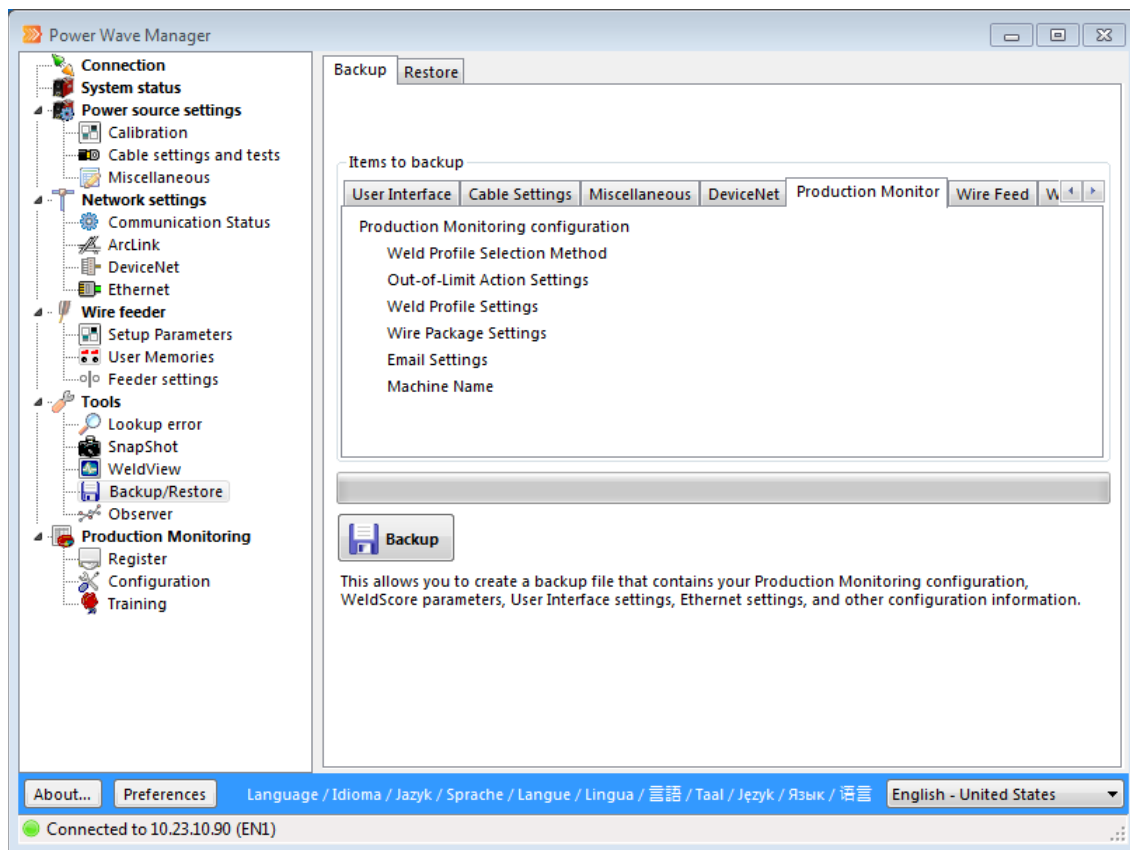 Power Wave Manager
Connection
System status
Power source settings
Calibration
Cable settings and tests
Miscellaneous
Network settings
Communication Status
ArcLink
DeviceNet
Ethernet
Wire feeder
Setup Parameters
User Memories
Feeder settings
Tools
Lookup error
SnapShot
WeldView
Backup/Restore
Observer
Production Monitoring
Register
Configuration
Training
Backup Restore
Items to backup
User Interface Cable Settings Miscellaneous DeviceNet Production Monitor Wire Feed W
Production Monitoring configuration
Weld Profile Selection Method
Out-of-Limit Action Settings
Weld Profile Settings
Wire Package Settings
Email Settings
Machine Name
Backup
This allows you to create a backup file that contains your Production Monitoring configuration,
WeldScore parameters, User Interface settings, Ethernet settings, and other configuration information.
About... Preferences Language / Idioma / Jazyk / Sprache / Langue / Lingua / 言語 / Taal / Język / Язык / 语言 English - United States
Connected to 10.23.10.90 (EN1)